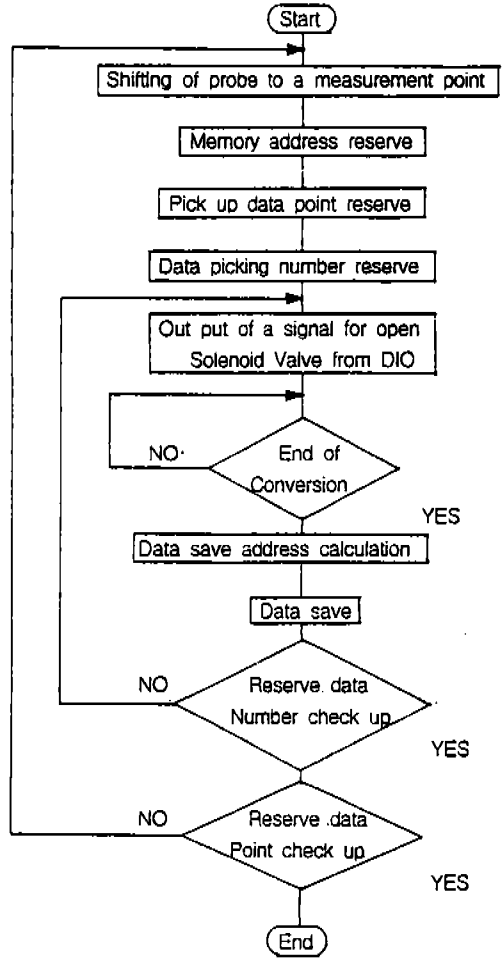 Start
Shifting of probe to a measurement point
Memory address reserve
Pick up data point reserve
Data picking number reserve
Out put of a signal for open
Solenoid Valve from DIO
NO
End of
Conversion
YES
Data save address calculation
Data save
NO
Reserve data
Number check up
YES
NO
Reserve data
Point check up
YES
End